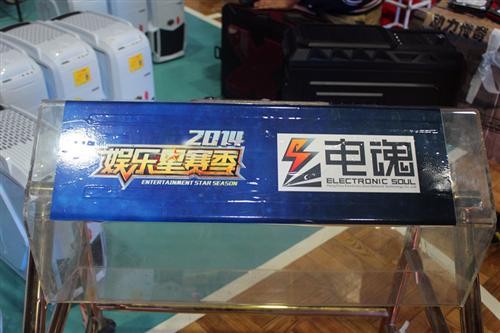 2014
娱乐星赛季
ENTERTAINMENT STAR SEASON
电魂
ELECTRONIC SOUL